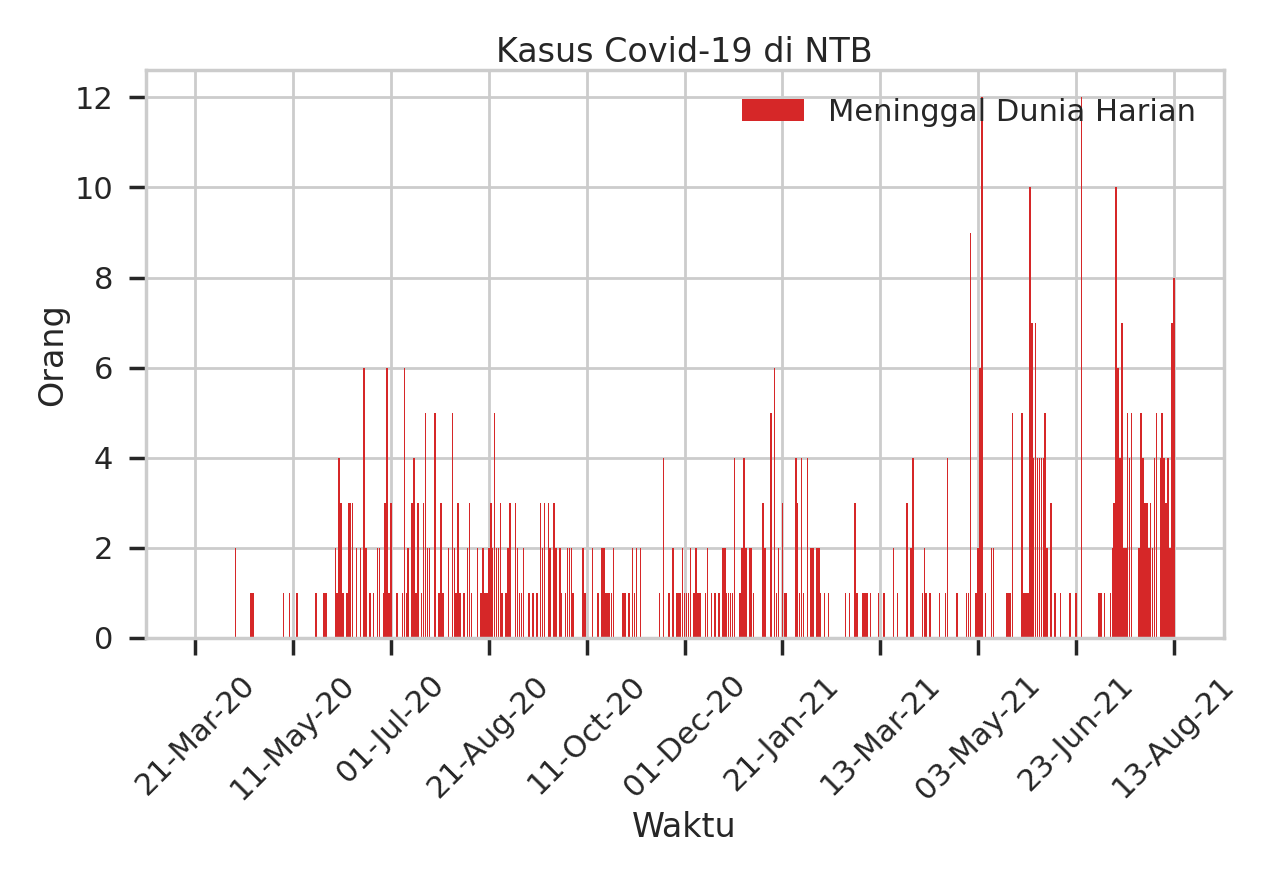 Kasus Covid-19 di NTB
Meninggal Dunia Harian
12
10
8
6
4
2
0
Orang
21-Mar-20
11-May-20
01-Jul-20
21-Aug-20
11-Oct-20
01-Dec-20
21-Jan-21
13-Mar-21
03-May-21
23-Jun-21
13-Aug-21
Waktu